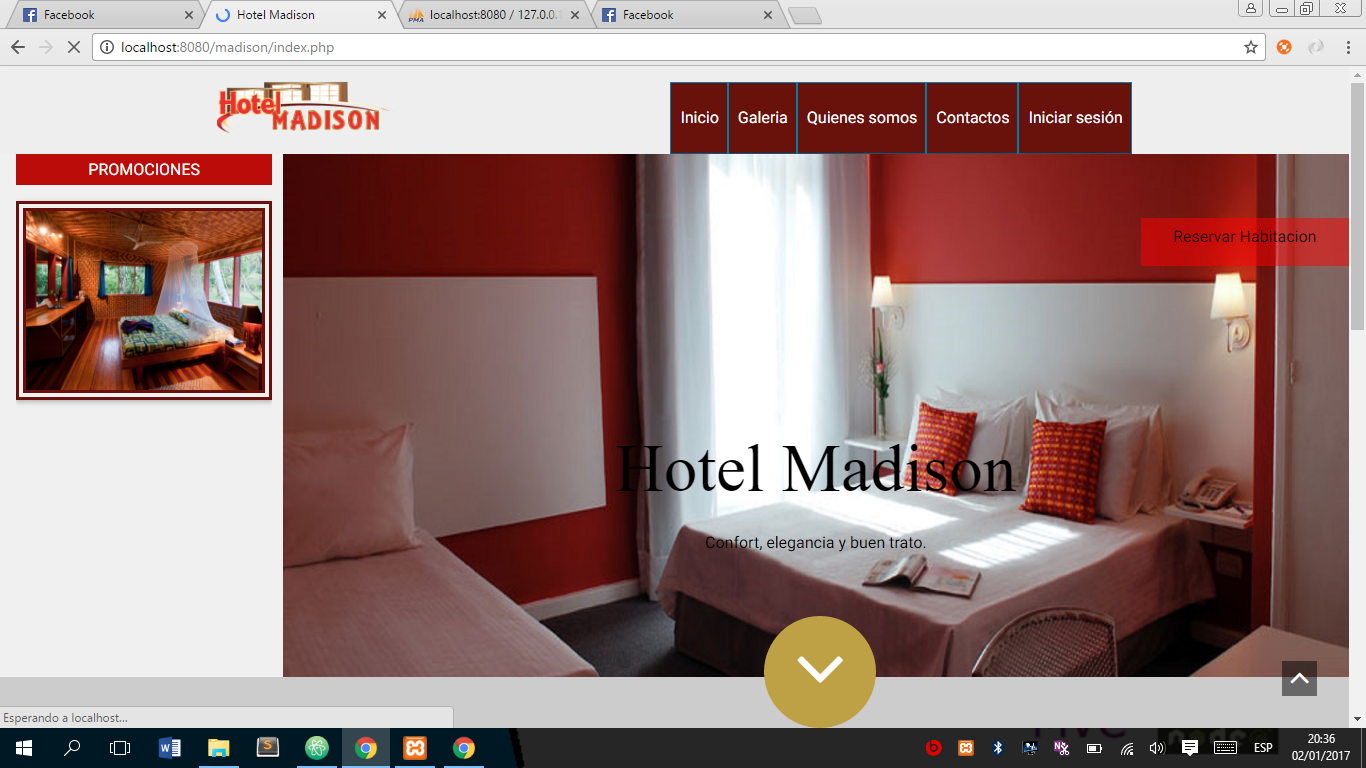 Facebook
Hotel Madison
localhost:8080 / 127.0.0.1
Facebook
localhost:8080/madison/index.php
Hotel
MADISON
Inicio
Galeria
Quienes somos
Contactos
Iniciar sesión
PROMOCIONES
Reservar Habitacion
Hotel Madison
Confort, elegancia y buen trato.
Esperando a localhost...
ESP
20:36
02/01/2017